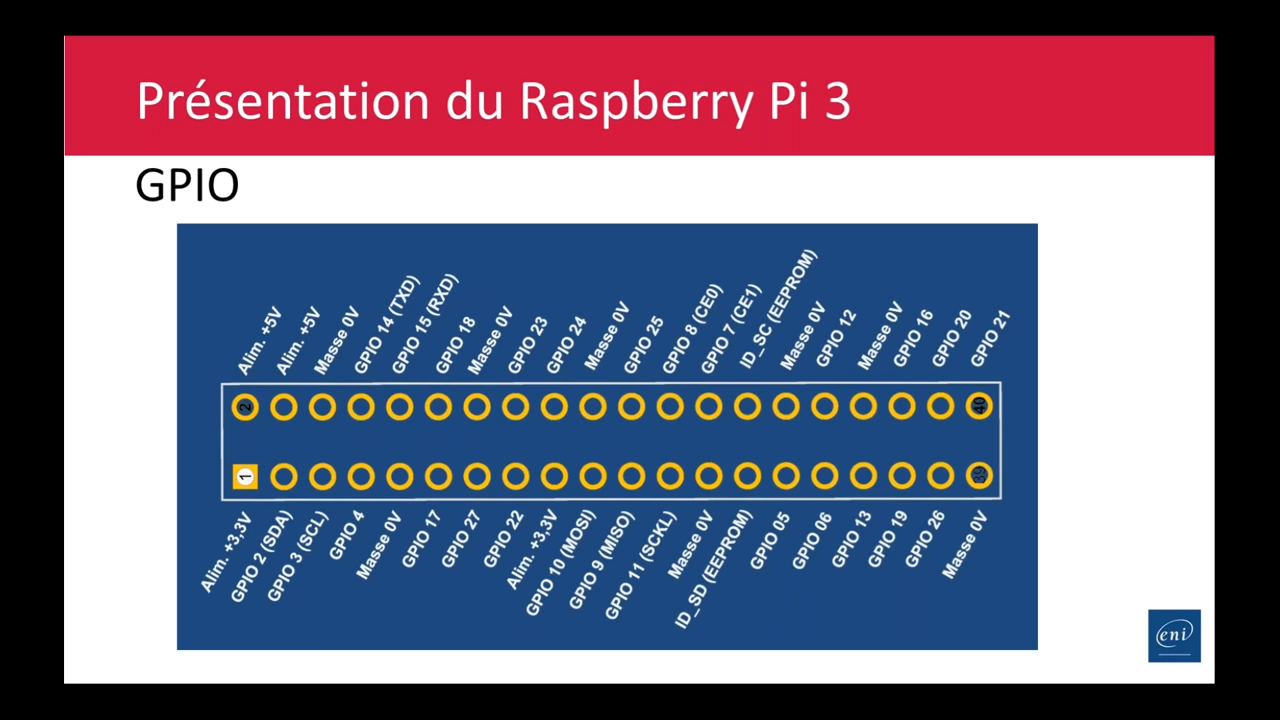 Présentation du Raspberry Pi 3
GPIO
Alim. +5V
Alim. +5V
Masse 0V
GPIO 14 (TXD)
GPIO 15 (RXD)
GPIO 18
Masse 0V
GPIO 23
GPIO 24
Masse 0V
GPIO 25
GPIO 8 (CE0)
GPIO 7 (CE1)
ID_SC (EEPROM)
Masse 0V
GPIO 12
Masse 0V
GPIO 16
GPIO 20
GPIO 21
2
40
1
39
Alim. +3,3V
GPIO 2 (SDA)
GPIO 3 (SCL)
GPIO 4
Masse 0V
GPIO 17
GPIO 27
GPIO 22
Alim. +3,3V
GPIO 10 (MOSI)
GPIO 9 (MISO)
GPIO 11 (SCKL)
Masse 0V
ID_SD (EEPROM)
GPIO 05
GPIO 06
GPIO 13
GPIO 19
GPIO 26
Masse 0V
eni